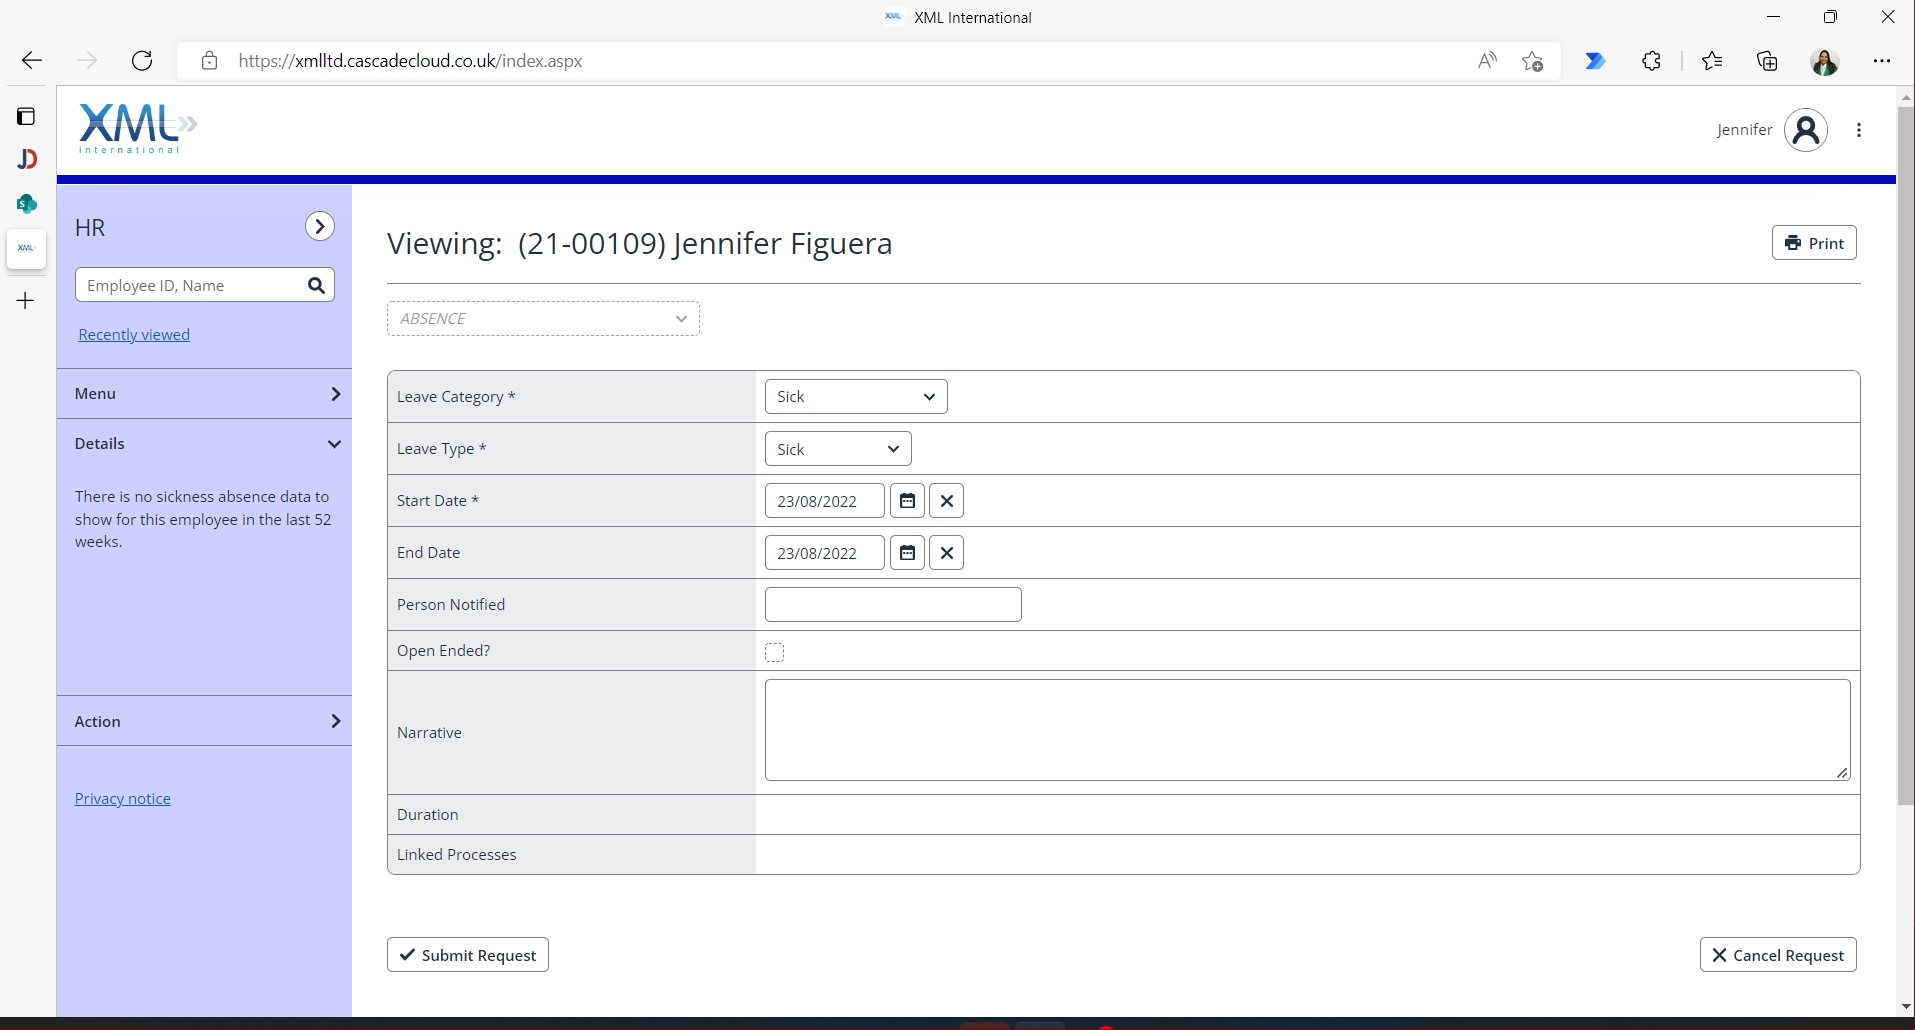 XML International
https://xmlltd.cascadecloud.co.uk/index.aspx
XML
international
Jennifer
HR
Employee ID, Name
Recently viewed
Menu
Details
There is no sickness absence data to
show for this employee in the last 52
weeks.
Action
Privacy notice
Viewing: (21-00109) Jennifer Figuera
Print
ABSENCE
Leave Category * Sick
Leave Type * Sick
Start Date * 23/08/2022
End Date 23/08/2022
Person Notified
Open Ended?
Narrative
Duration
Linked Processes
Submit Request
Cancel Request